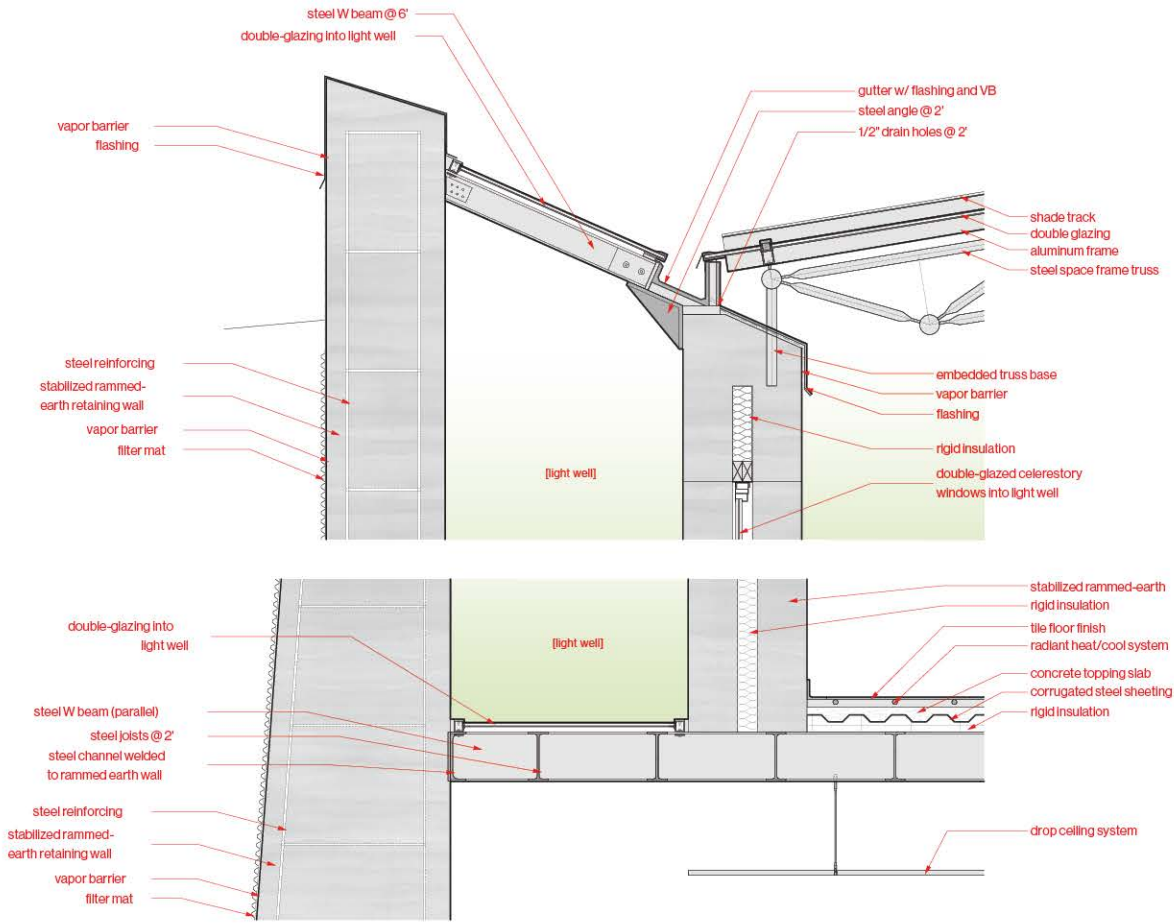 steel W beam @ 6'
double-glazing into light well
gutter w/ flashing and VB
steel angle @ 2'
1/2" drain holes @ 2'
vapor barrier
flashing
shade track
double glazing
aluminum frame
steel space frame truss
steel reinforcing
stabilized rammed-
earth retaining wall
vapor barrier
filter mat
embedded truss base
vapor barrier
flashing
rigid insulation
double-glazed celerestory
windows into light well
[light well]
double-glazing into
light well
[light well]
stabilized rammed-earth
rigid insulation
tile floor finish
radiant heat/cool system
concrete topping slab
corrugated steel sheeting
rigid insulation
steel W beam (parallel)
steel joists @ 2'
steel channel welded
to rammed earth wall
steel reinforcing
stabilized rammed-
earth retaining wall
vapor barrier
filter mat
drop ceiling system